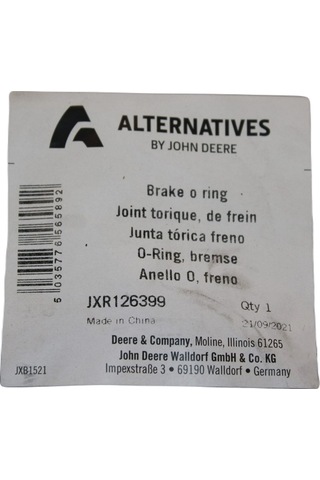 ALTERNATIVES
BY JOHN DEERE
Brake o ring
Joint torique, de frein
Junta tórica freno
O-Ring, bremse
Anello O, freno
5035776565892
JXR126399 Qty 1
Made in China 21/09/2021
Deere & Company, Moline, Illinois 61265
John Deere Walldorf GmbH & Co. KG
JXB1521 Impexstraße 3 • 69190 Walldorf • Germany